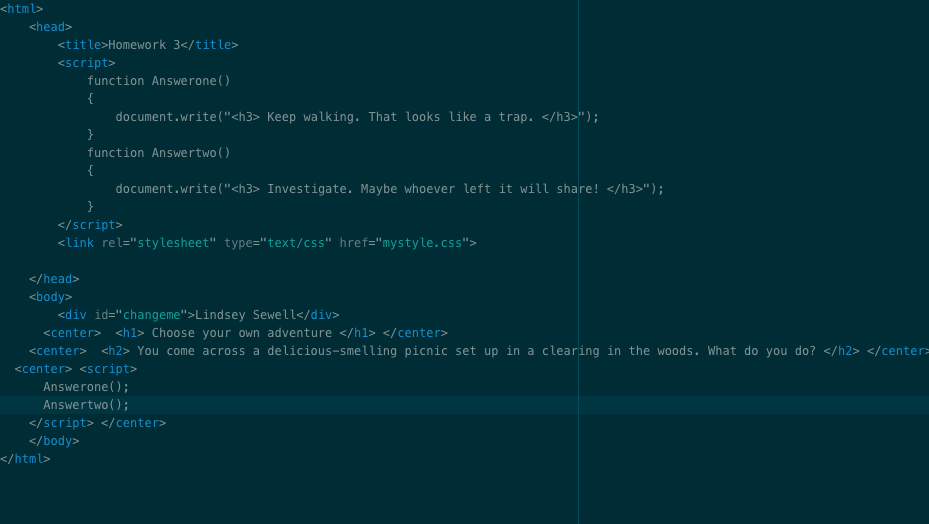 <html>
<head>
<title>Homework 3</title>
<script>
function Answerone()
{
document.write("<h3> Keep walking. That looks like a trap. </h3>");
}
function Answertwo()
{
document.write("<h3> Investigate. Maybe whoever left it will share! </h3>");
}
</script>
<link rel="stylesheet" type="text/css" href="mystyle.css">
</head>
<body>
<div id="changeme">Lindsey Sewell</div>
<center>  <h1> Choose your own adventure </h1> </center>
<center>  <h2> You come across a delicious-smelling picnic set up in a clearing in the woods. What do you do? </h2> </center>
<center> <script>
Answerone();
Answertwo();
</script> </center>
</body>
</html>